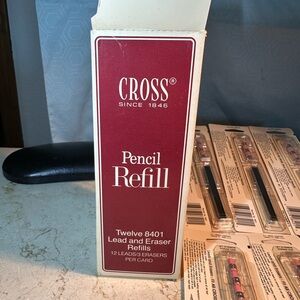 CROSS®
SINCE 1846
Pencil
Refill
Twelve 8401
Lead and Eraser
Refills
12 LEADS/3 ERASERS
PER CARD